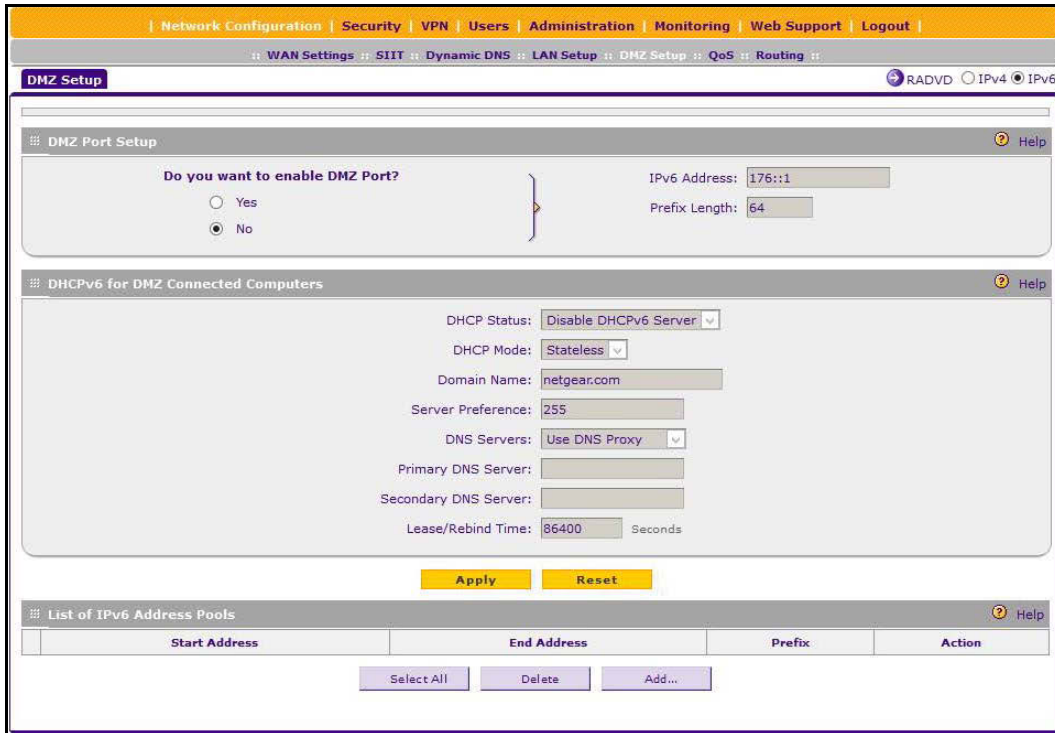 | Network Configuration | Security | VPN | Users | Administration | Monitoring | Web Support | Logout |
:: WAN Settings :: SIIT :: Dynamic DNS :: LAN Setup :: DMZ Setup :: QoS :: Routing ::
DMZ Setup RADVD IPv4 IPv6
DMZ Port Setup Help
Do you want to enable DMZ Port?
Yes
No
IPv6 Address: 176::1
Prefix Length: 64
DHCPv6 for DMZ Connected Computers Help
DHCP Status: Disable DHCPv6 Server
DHCP Mode: Stateless
Domain Name: netgear.com
Server Preference: 255
DNS Servers: Use DNS Proxy
Primary DNS Server:
Secondary DNS Server:
Lease/Rebind Time: 86400 Seconds
Apply Reset
List of IPv6 Address Pools Help
Start Address End Address Prefix Action
Select All Delete Add...